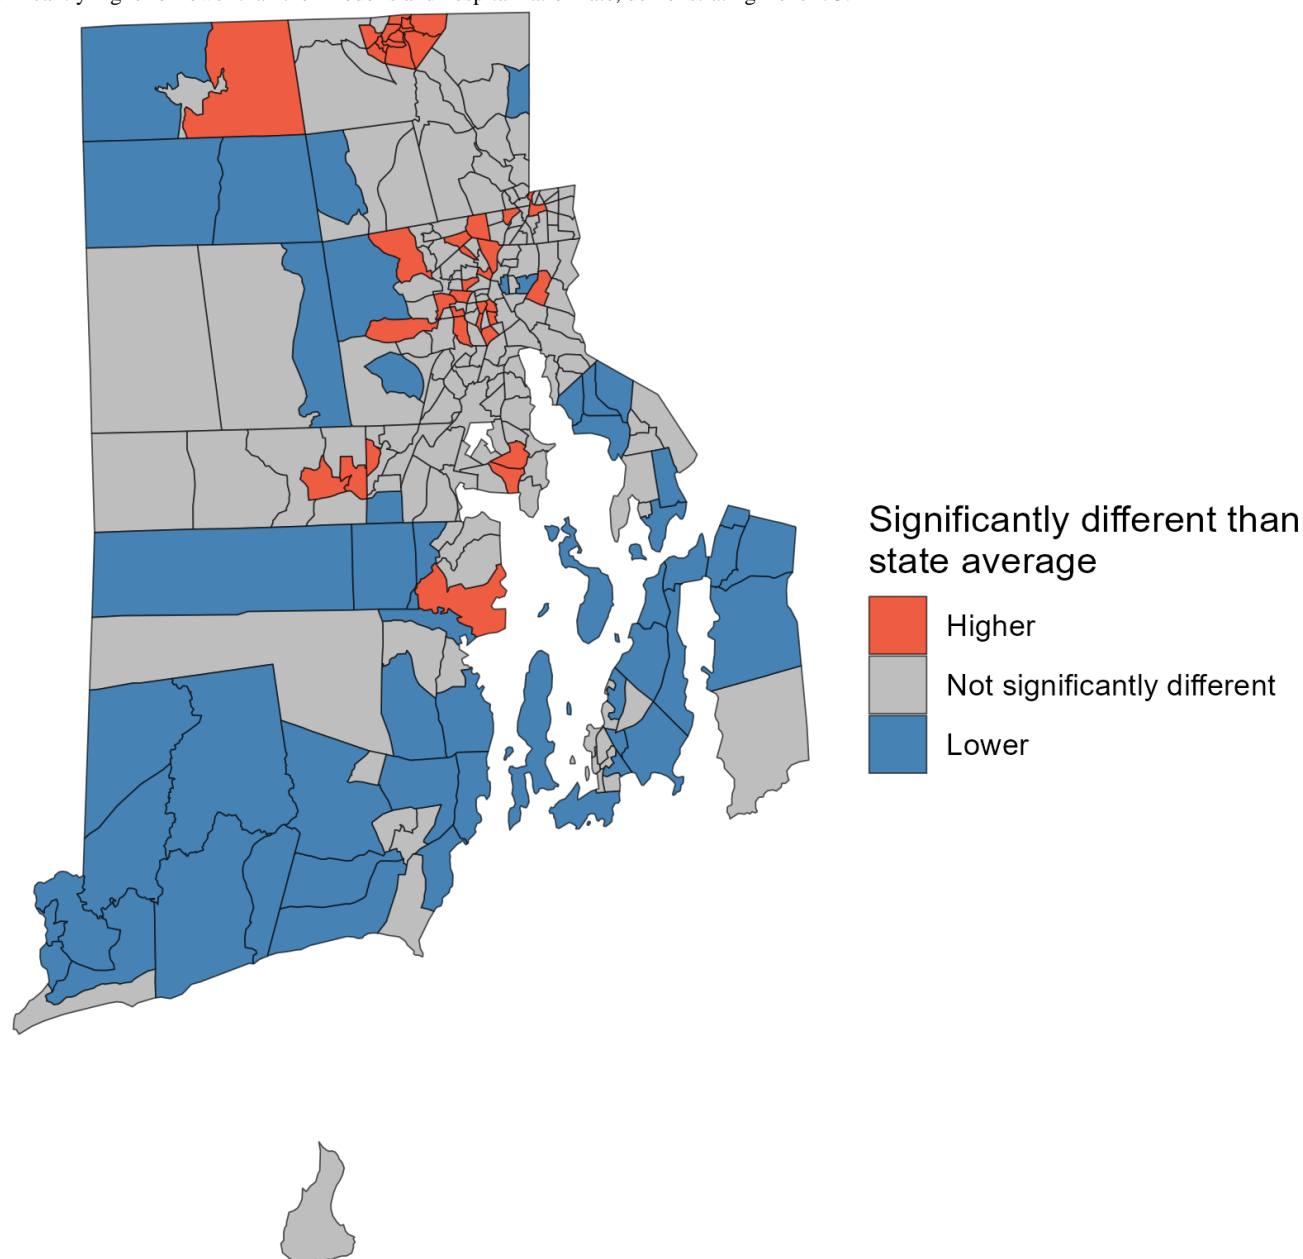 Significantly different than
state average
Higher
Not significantly different
Lower